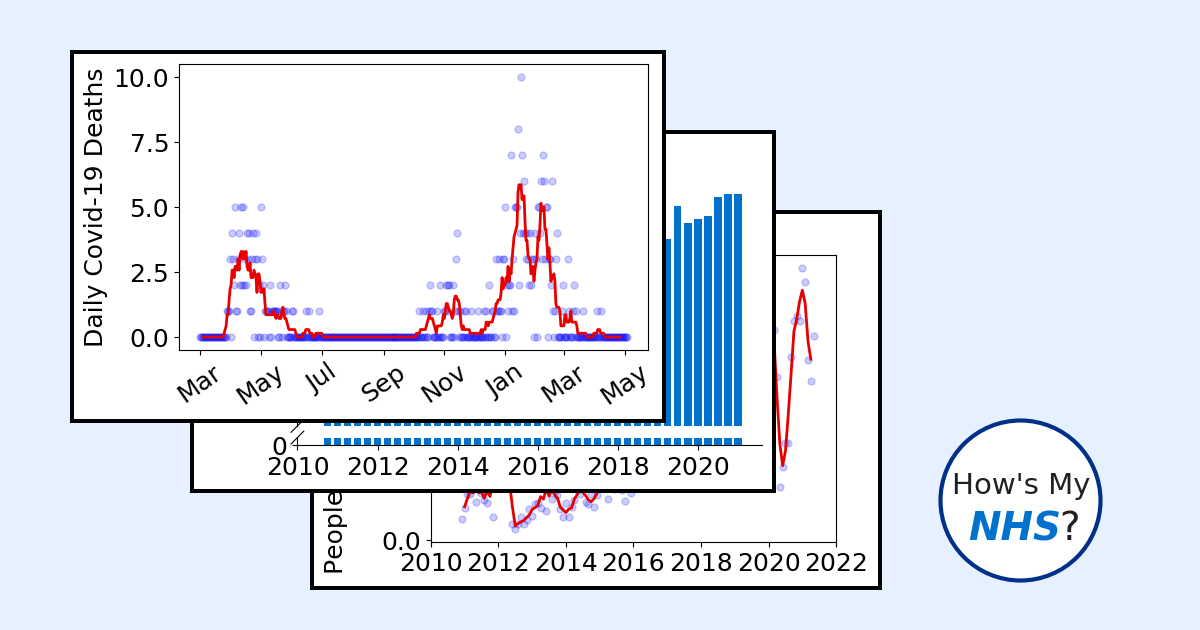 Daily Covid-19 Deaths
10.0
7.5
5.0
2.5
0.0
Mar May Jul Sep Nov Jan Mar May
0
2010 2012 2014 2016 2018 2020
People
0.0
2010 2012 2014 2016 2018 2020 2022
How's My
NHS?